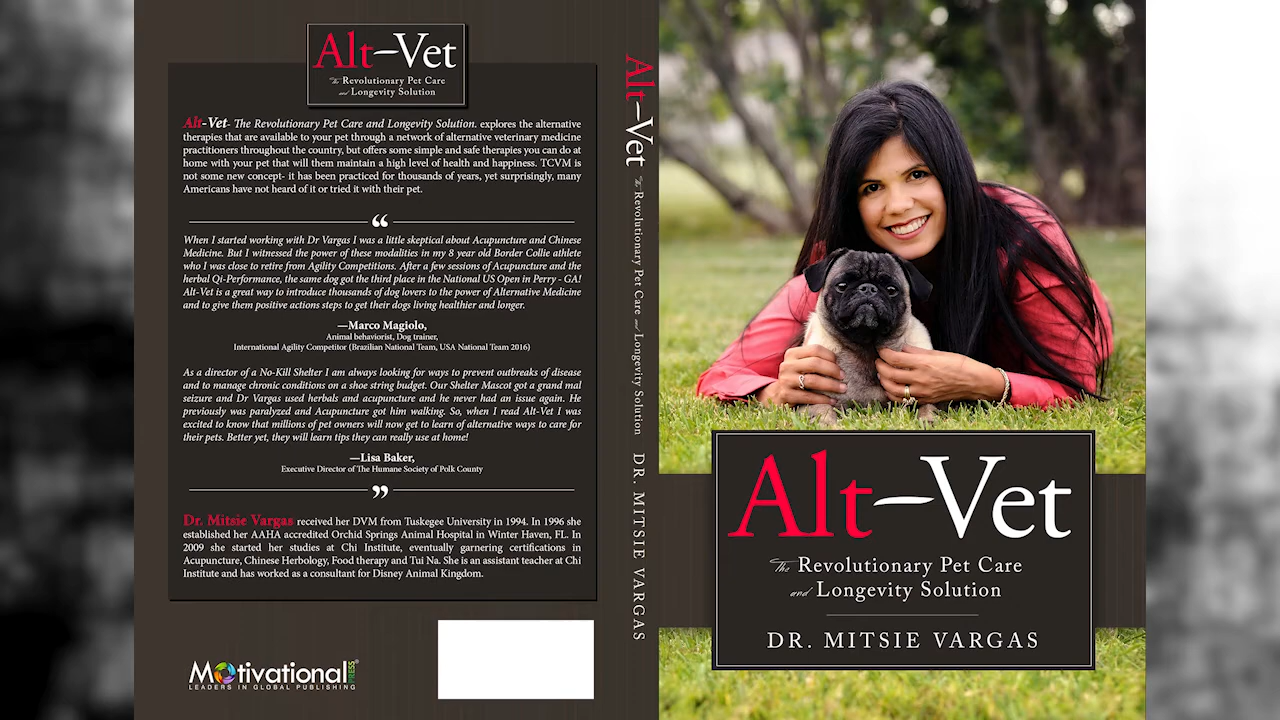 Alt-Vet
The Revolutionary Pet Care
and Longevity Solution
Alt-Vet- The Revolutionary Pet Care and Longevity Solution. explores the alternative
therapies that are available to your pet through a network of alternative veterinary medicine
practitioners throughout the country, but offers some simple and safe therapies you can do at
home with your pet that will them maintain a high level of health and happiness. TCVM is
not some new concept- it has been practiced for thousands of years, yet surprisingly, many
Americans have not heard of it or tried it with their pet.
“
When I started working with Dr Vargas I was a little skeptical about Acupuncture and Chinese
Medicine. But I witnessed the power of these modalities in my 8 year old Border Collie athlete
who I was close to retire from Agility Competitions. After a few sessions of Acupuncture and the
herbal Qi-Performance, the same dog got the third place in the National US Open in Perry - GA!
Alt-Vet is a great way to introduce thousands of dog lovers to the power of Alternative Medicine
and to give them positive actions steps to get their dogs living healthier and longer.
—Marco Magiolo,
Animal behaviorist, Dog trainer,
International Agility Competitor (Brazilian National Team, USA National Team 2016)
As a director of a No-Kill Shelter I am always looking for ways to prevent outbreaks of disease
and to manage chronic conditions on a shoe string budget. Our Shelter Mascot got a grand mal
seizure and Dr Vargas used herbals and acupuncture and he never had an issue again. He
previously was paralyzed and Acupuncture got him walking. So, when I read Alt-Vet I was
excited to know that millions of pet owners will now get to learn of alternative ways to care for
their pets. Better yet, they will learn tips they can really use at home!
—Lisa Baker,
Executive Director of The Humane Society of Polk County
”
Dr. Mitsie Vargas received her DVM from Tuskegee University in 1994. In 1996 she
established her AAHA accredited Orchid Springs Animal Hospital in Winter Haven, FL. In
2009 she started her studies at Chi Institute, eventually garnering certifications in
Acupuncture, Chinese Herbology, Food therapy and Tui Na. She is an assistant teacher at Chi
Institute and has worked as a consultant for Disney Animal Kingdom.
Motivational PRESS®
LEADERS IN GLOBAL PUBLISHING
Alt-Vet The Revolutionary Pet Care and Longevity Solution DR. MITSIE VARGAS
Alt-Vet
The Revolutionary Pet Care
and Longevity Solution
DR. MITSIE VARGAS